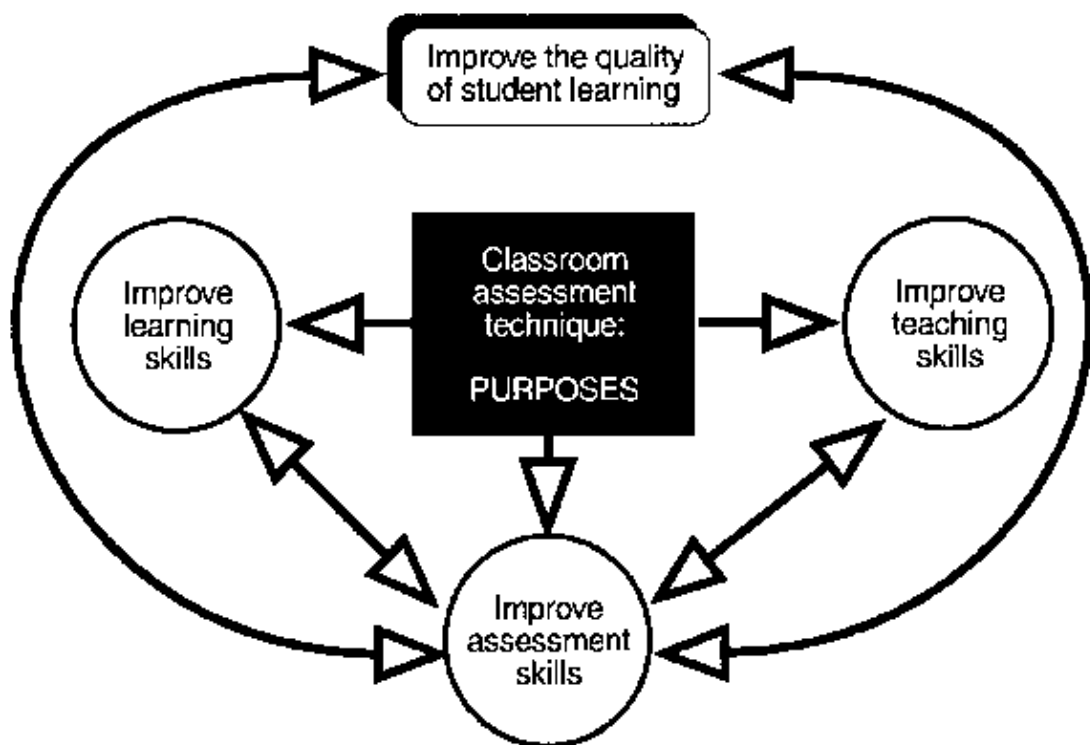 Improve the quality
of student learning
Improve
learning
skills
Classroom
assessment
technique:
PURPOSES
Improve
teaching
skills
Improve
assessment
skills